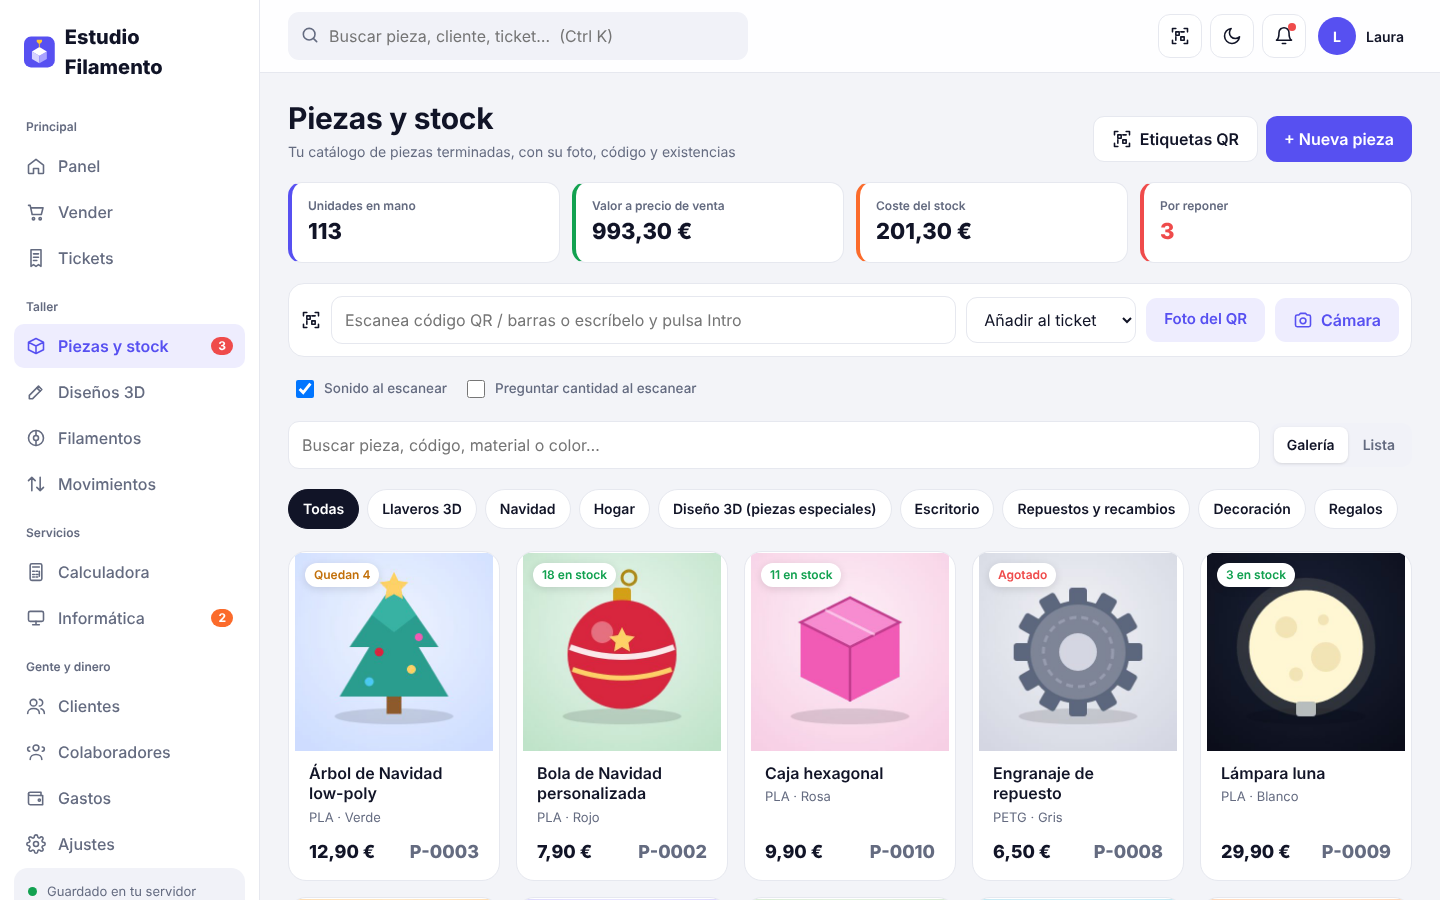 Estudio
Filamento
Principal
Panel
Vender
Tickets
Taller
Piezas y stock 3
Diseños 3D
Filamentos
Movimientos
Servicios
Calculadora
Informática 2
Gente y dinero
Clientes
Colaboradores
Gastos
Ajustes
Guardado en tu servidor
Buscar pieza, cliente, ticket... (Ctrl K)
L Laura
Piezas y stock
Tu catálogo de piezas terminadas, con su foto, código y existencias
Etiquetas QR
+ Nueva pieza
Unidades en mano
113
Valor a precio de venta
993,30 €
Coste del stock
201,30 €
Por reponer
3
Escanea código QR / barras o escríbelo y pulsa Intro
Añadir al ticket
Foto del QR
Cámara
Sonido al escanear
Preguntar cantidad al escanear
Buscar pieza, código, material o color...
Galería
Lista
Todas
Llaveros 3D
Navidad
Hogar
Diseño 3D (piezas especiales)
Escritorio
Repuestos y recambios
Decoración
Regalos
Quedan 4
Árbol de Navidad
low-poly
PLA · Verde
12,90 € P-0003
18 en stock
Bola de Navidad
personalizada
PLA · Rojo
7,90 € P-0002
11 en stock
Caja hexagonal
PLA · Rosa
9,90 € P-0010
Agotado
Engranaje de
repuesto
PETG · Gris
6,50 € P-0008
3 en stock
Lámpara luna
PLA · Blanco
29,90 € P-0009